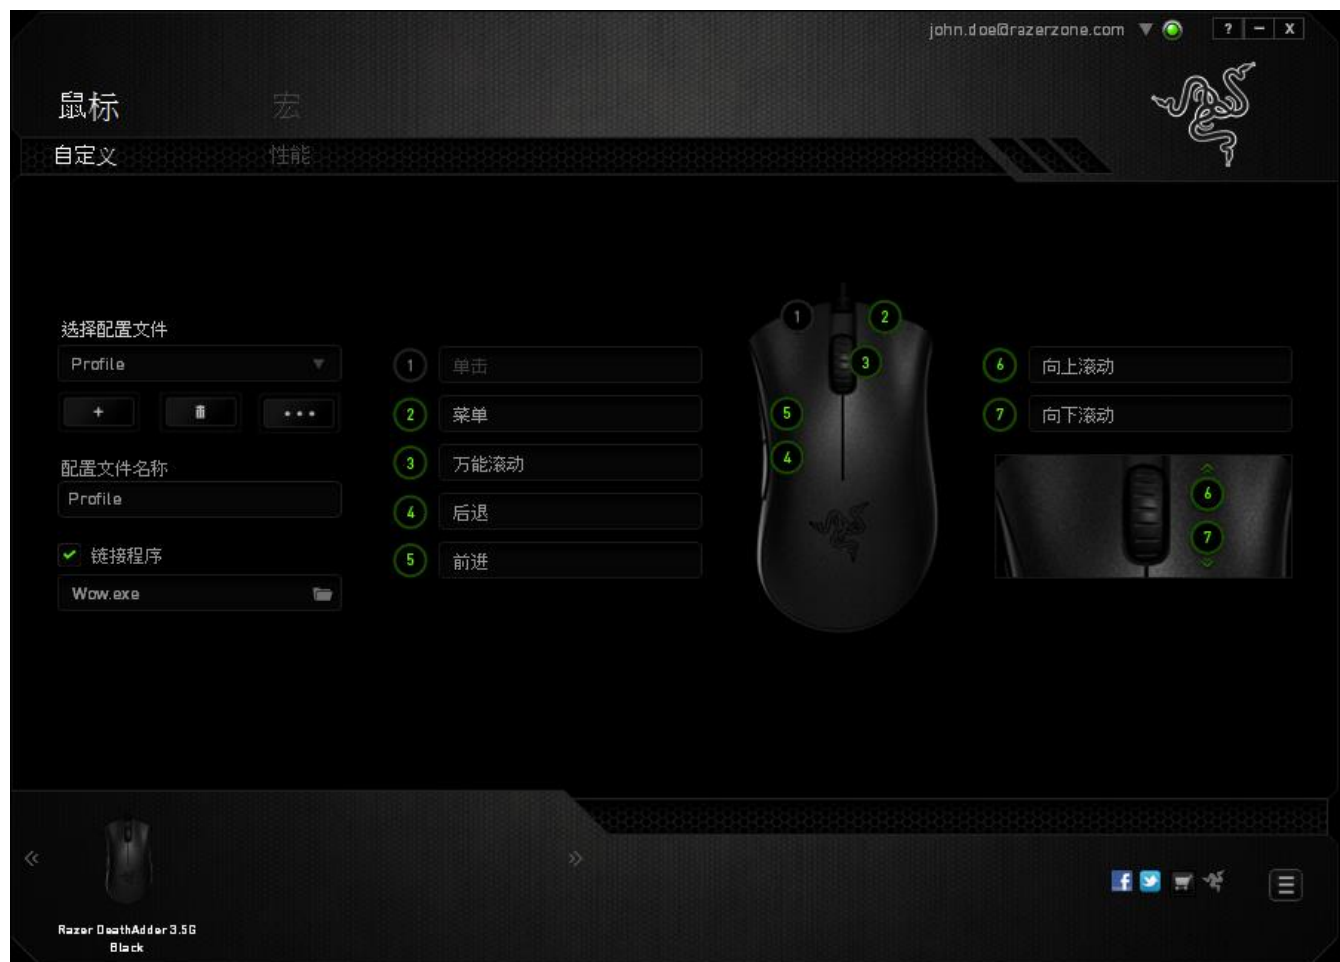 john.doe@razerzone.com
? – X
鼠标 宏
自定义 性能
选择配置文件
Profile
+ •••
配置文件名称
Profile
链接程序
Wow.exe
1 单击
2 菜单
3 万能滚动
4 后退
5 前进
1 2
3
5
4
6 向上滚动
7 向下滚动
6
7
Razer DeathAdder 3.5G
Black